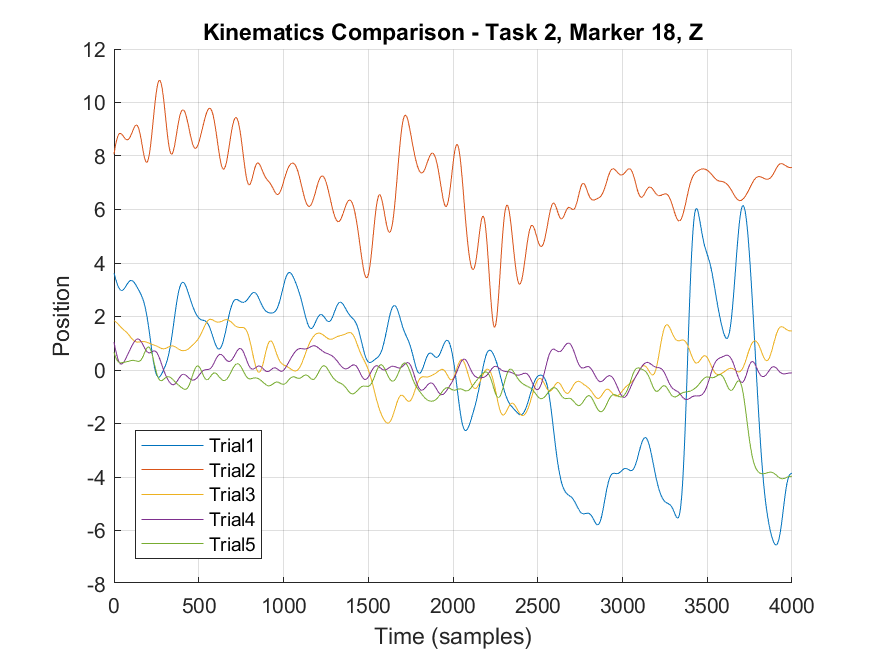 Kinematics Comparison - Task 2, Marker 18, Z
12
10
8
6
4
2
0
-2
-4
-6
-8
Position
Trial1
Trial2
Trial3
Trial4
Trial5
0 500 1000 1500 2000 2500 3000 3500 4000
Time (samples)